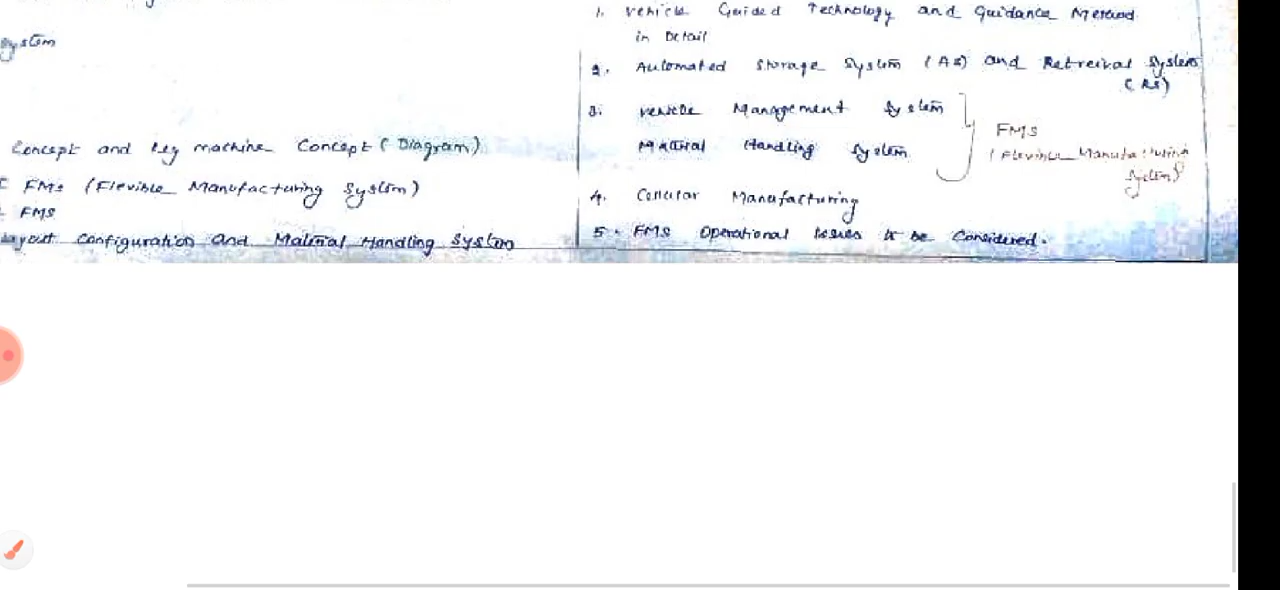 System
Concept and key machine Concept (Diagram)
FMS (Flexible Manufacturing System)
FMS
Layout Configuration and Material Handling System
1. Vehicle Guided Technology and Guidance Method
in Detail
2. Automated Storage System (AS) and Retreival System
(RS)
3. Vehicle Management System
Material Handling System
FMS
(Flexible Manufacturing
System)
4. Cellular Manufacturing
5. FMS Operational Issues to be Considered.